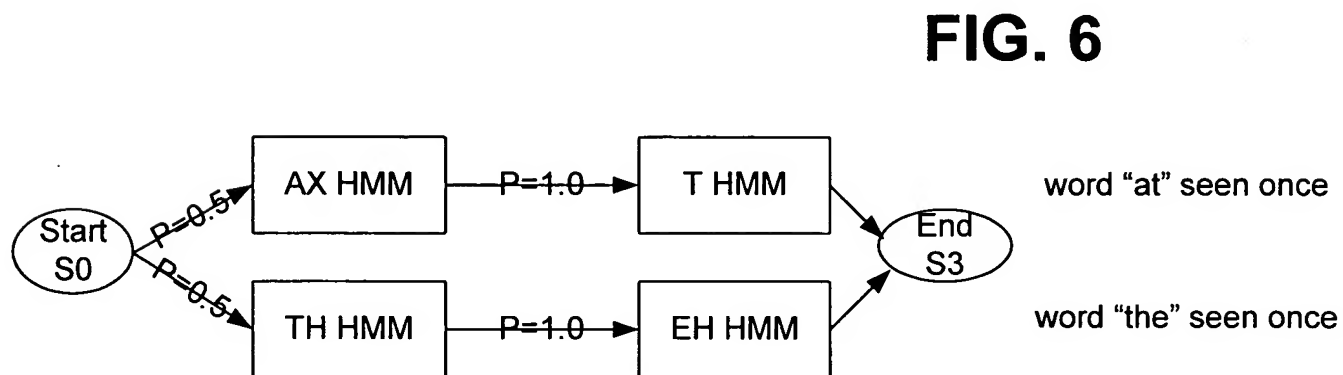 FIG. 6
AX HMM
P=1.0
T HMM
word “at” seen once
P=0.5
Start
S0
End
S3
P=0.5
TH HMM
P=1.0
EH HMM
word “the” seen once